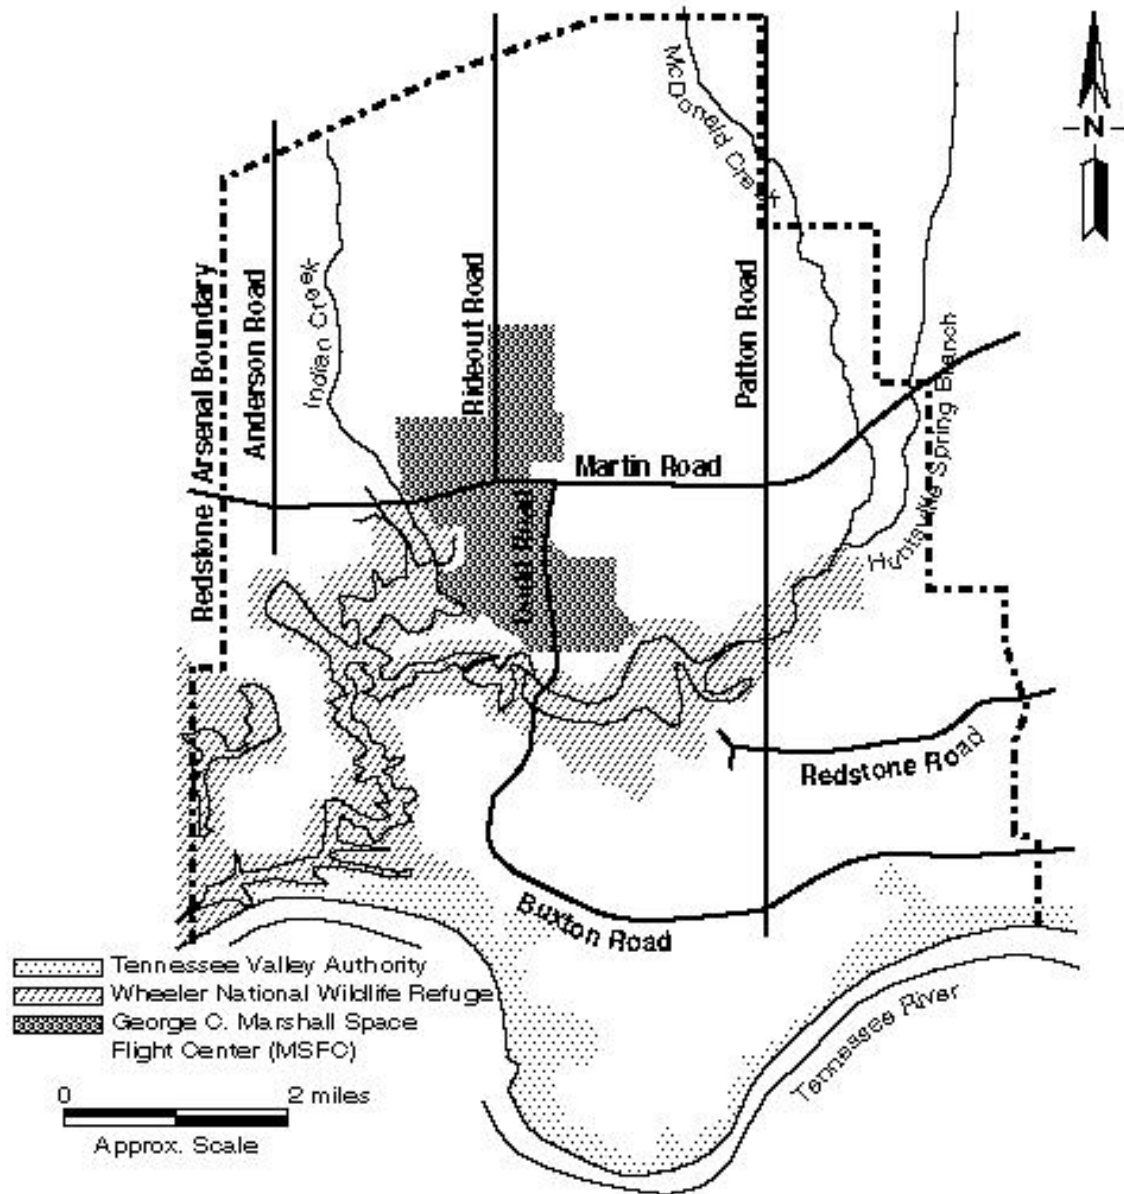 McDonald Creek
N
Redstone Arsenal Boundary
Anderson Road
Indian Creek
Rideout Road
Patton Road
Huntsville Spring Branch
Martin Road
Dodd Road
Redstone Road
Buxton Road
Tennessee River
Tennessee Valley Authority
Wheeler National Wildlife Refuge
George C. Marshall Space
Flight Center (MSFC)
0 2 miles
Approx. Scale